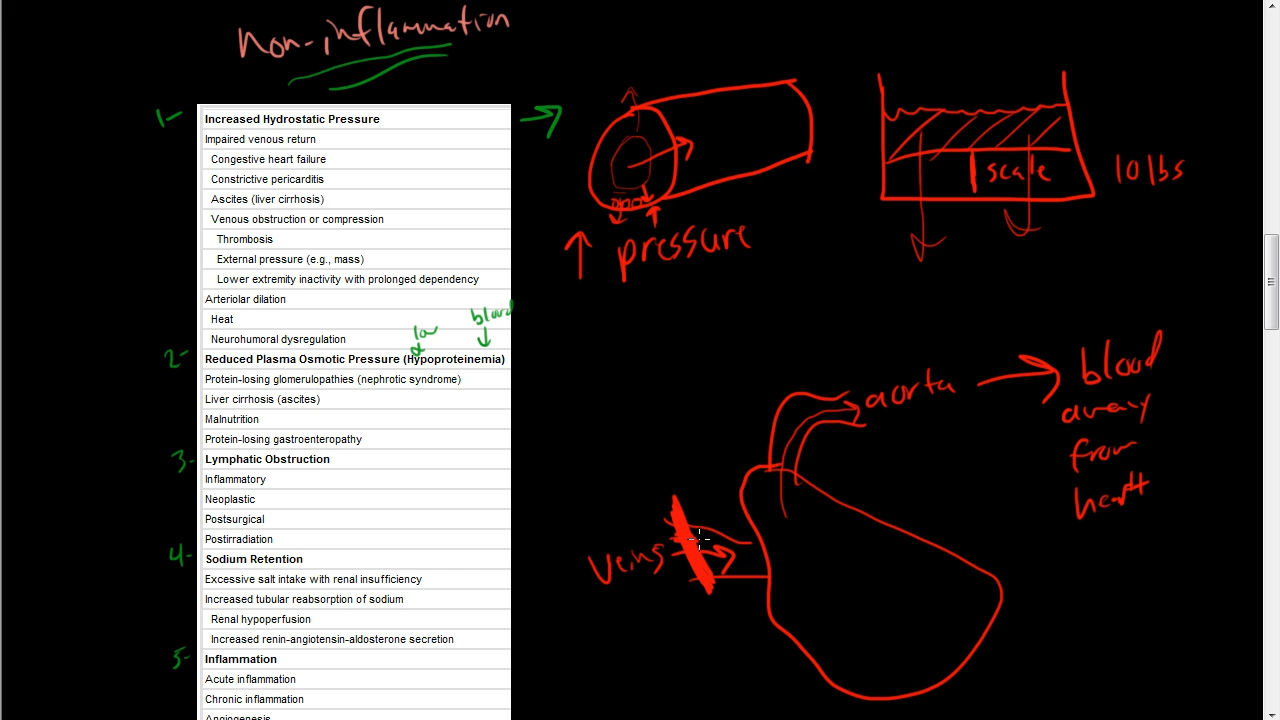 Non-inflammation
1-
Increased Hydrostatic Pressure
Impaired venous return
Congestive heart failure
Constrictive pericarditis
Ascites (liver cirrhosis)
Venous obstruction or compression
Thrombosis
External pressure (e.g., mass)
Lower extremity inactivity with prolonged dependency
Arteriolar dilation
Heat
Neurohumoral dysregulation
low
blood
2-
Reduced Plasma Osmotic Pressure (Hypoproteinemia)
Protein-losing glomerulopathies (nephrotic syndrome)
Liver cirrhosis (ascites)
Malnutrition
Protein-losing gastroenteropathy
3-
Lymphatic Obstruction
Inflammatory
Neoplastic
Postsurgical
Postirradiation
4-
Sodium Retention
Excessive salt intake with renal insufficiency
Increased tubular reabsorption of sodium
Renal hypoperfusion
Increased renin-angiotensin-aldosterone secretion
5-
Inflammation
Acute inflammation
Chronic inflammation
Angiogenesis
pressure
scale
10 lbs
aorta
blood
away
from
heart
veins